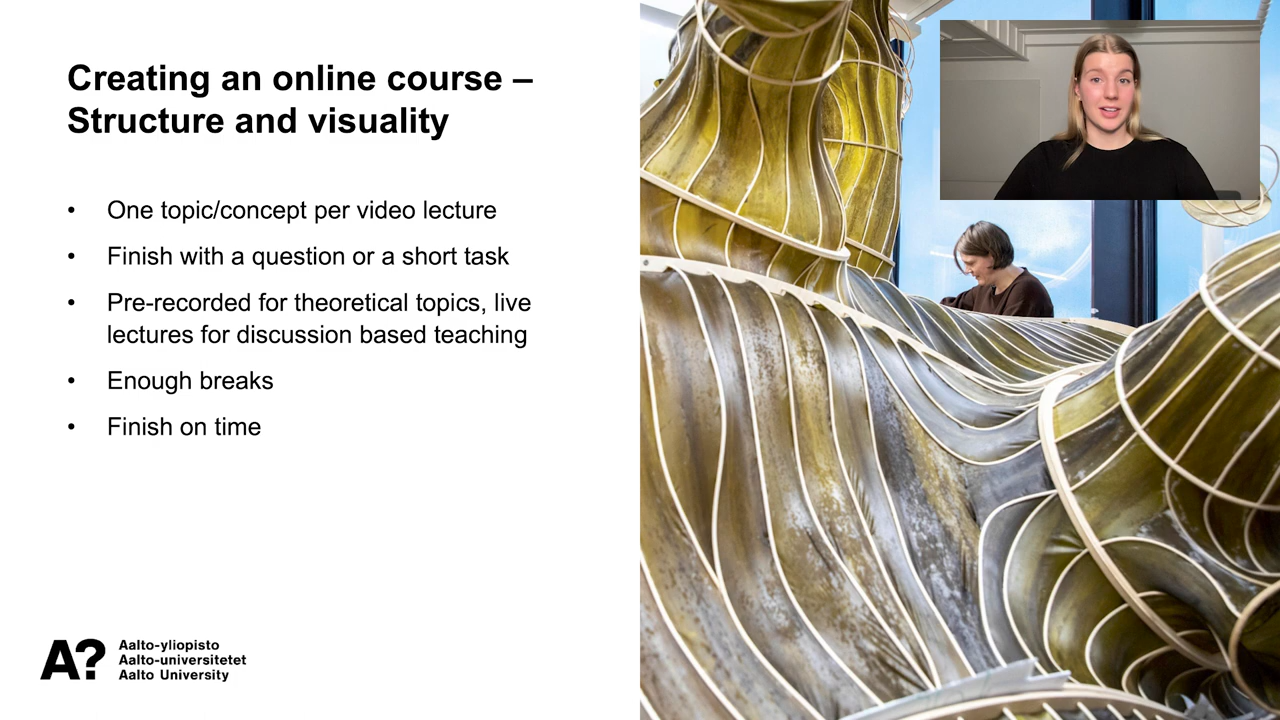 Creating an online course –
Structure and visuality
• One topic/concept per video lecture
• Finish with a question or a short task
• Pre-recorded for theoretical topics, live
lectures for discussion based teaching
• Enough breaks
• Finish on time
A?
Aalto-yliopisto
Aalto-universitetet
Aalto University